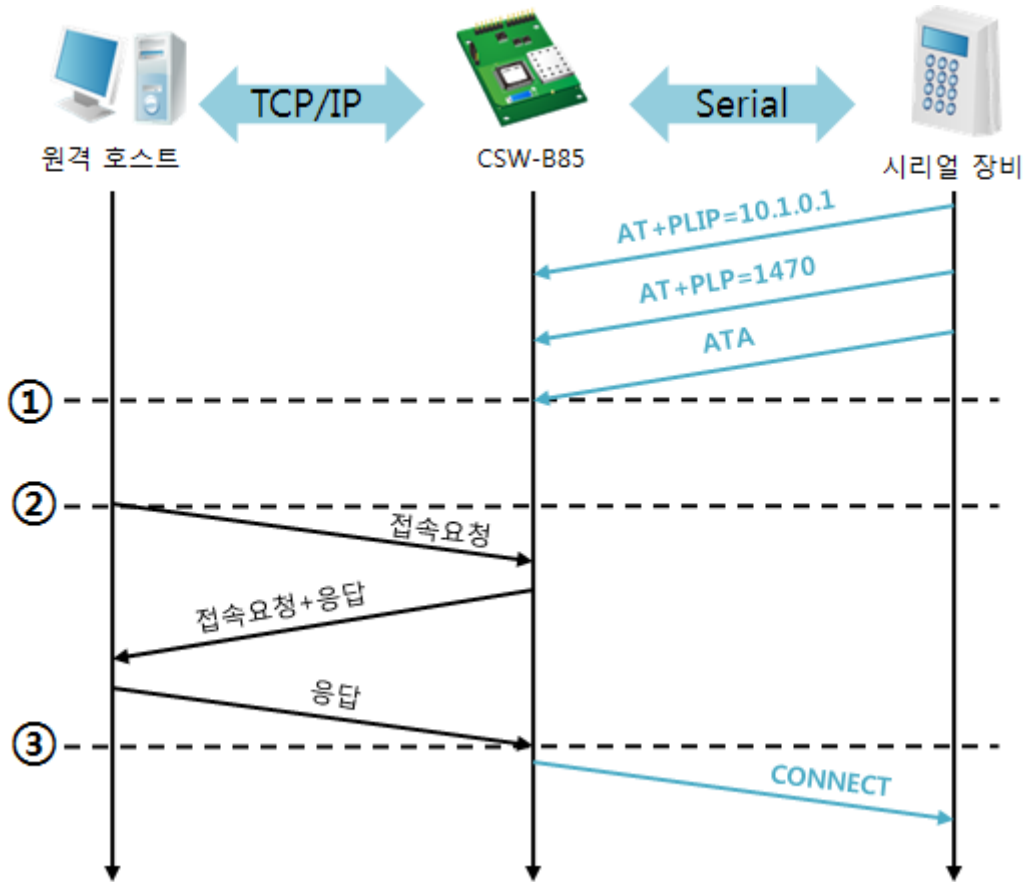 TCP/IP
Serial
원격 호스트
CSW-B85
시리얼 장비
AT+PLIP=10.1.0.1
AT+PLP=1470
ATA
①
②
접속요청
접속요청+응답
응답
③
CONNECT